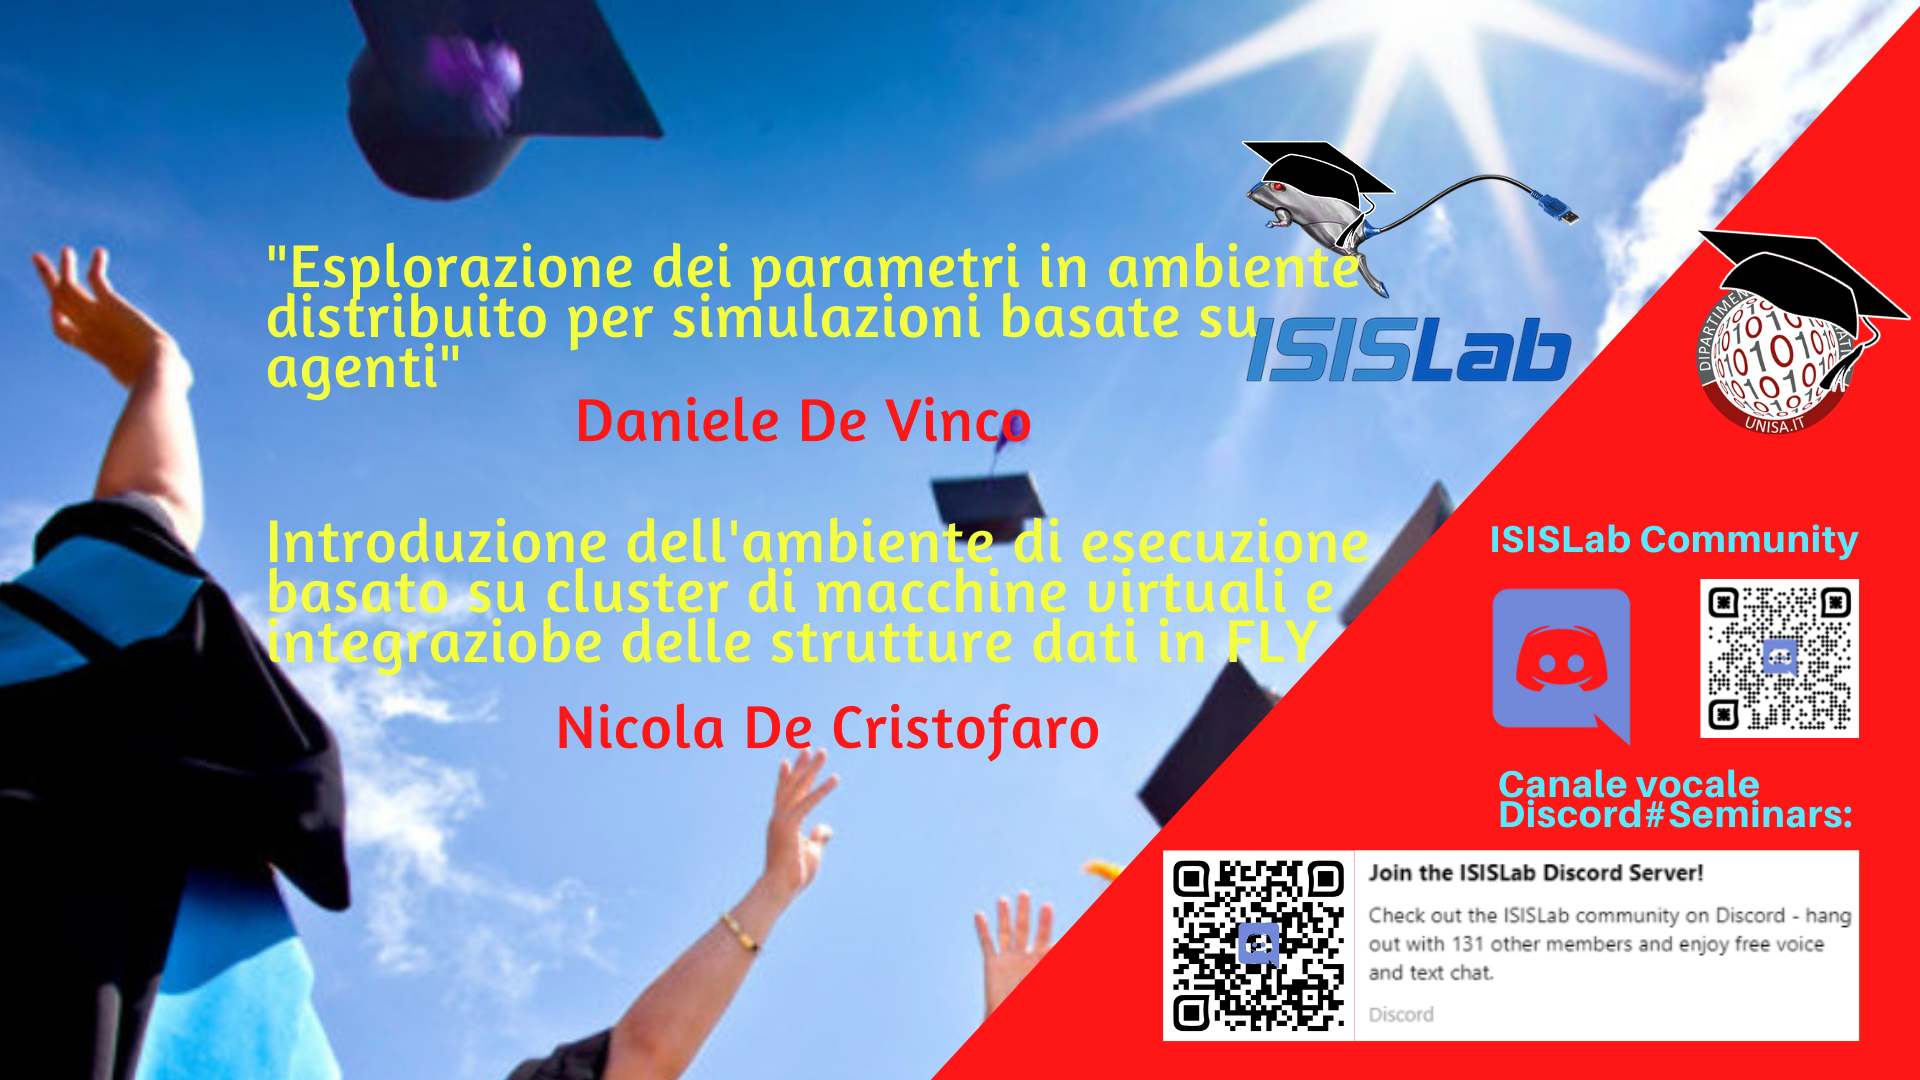 "Esplorazione dei parametri in ambiente
distribuito per simulazioni basate su
agenti"
Daniele De Vinco
Introduzione dell'ambiente di esecuzione
basato su cluster di macchine virtuali e
integraziobe delle strutture dati in FLY
Nicola De Cristofaro
ISISLab
UNISA.IT
ISISLab Community
Canale vocale
Discord#Seminars:
Join the ISISLab Discord Server!
Check out the ISISLab community on Discord - hang
out with 131 other members and enjoy free voice
and text chat.
Discord